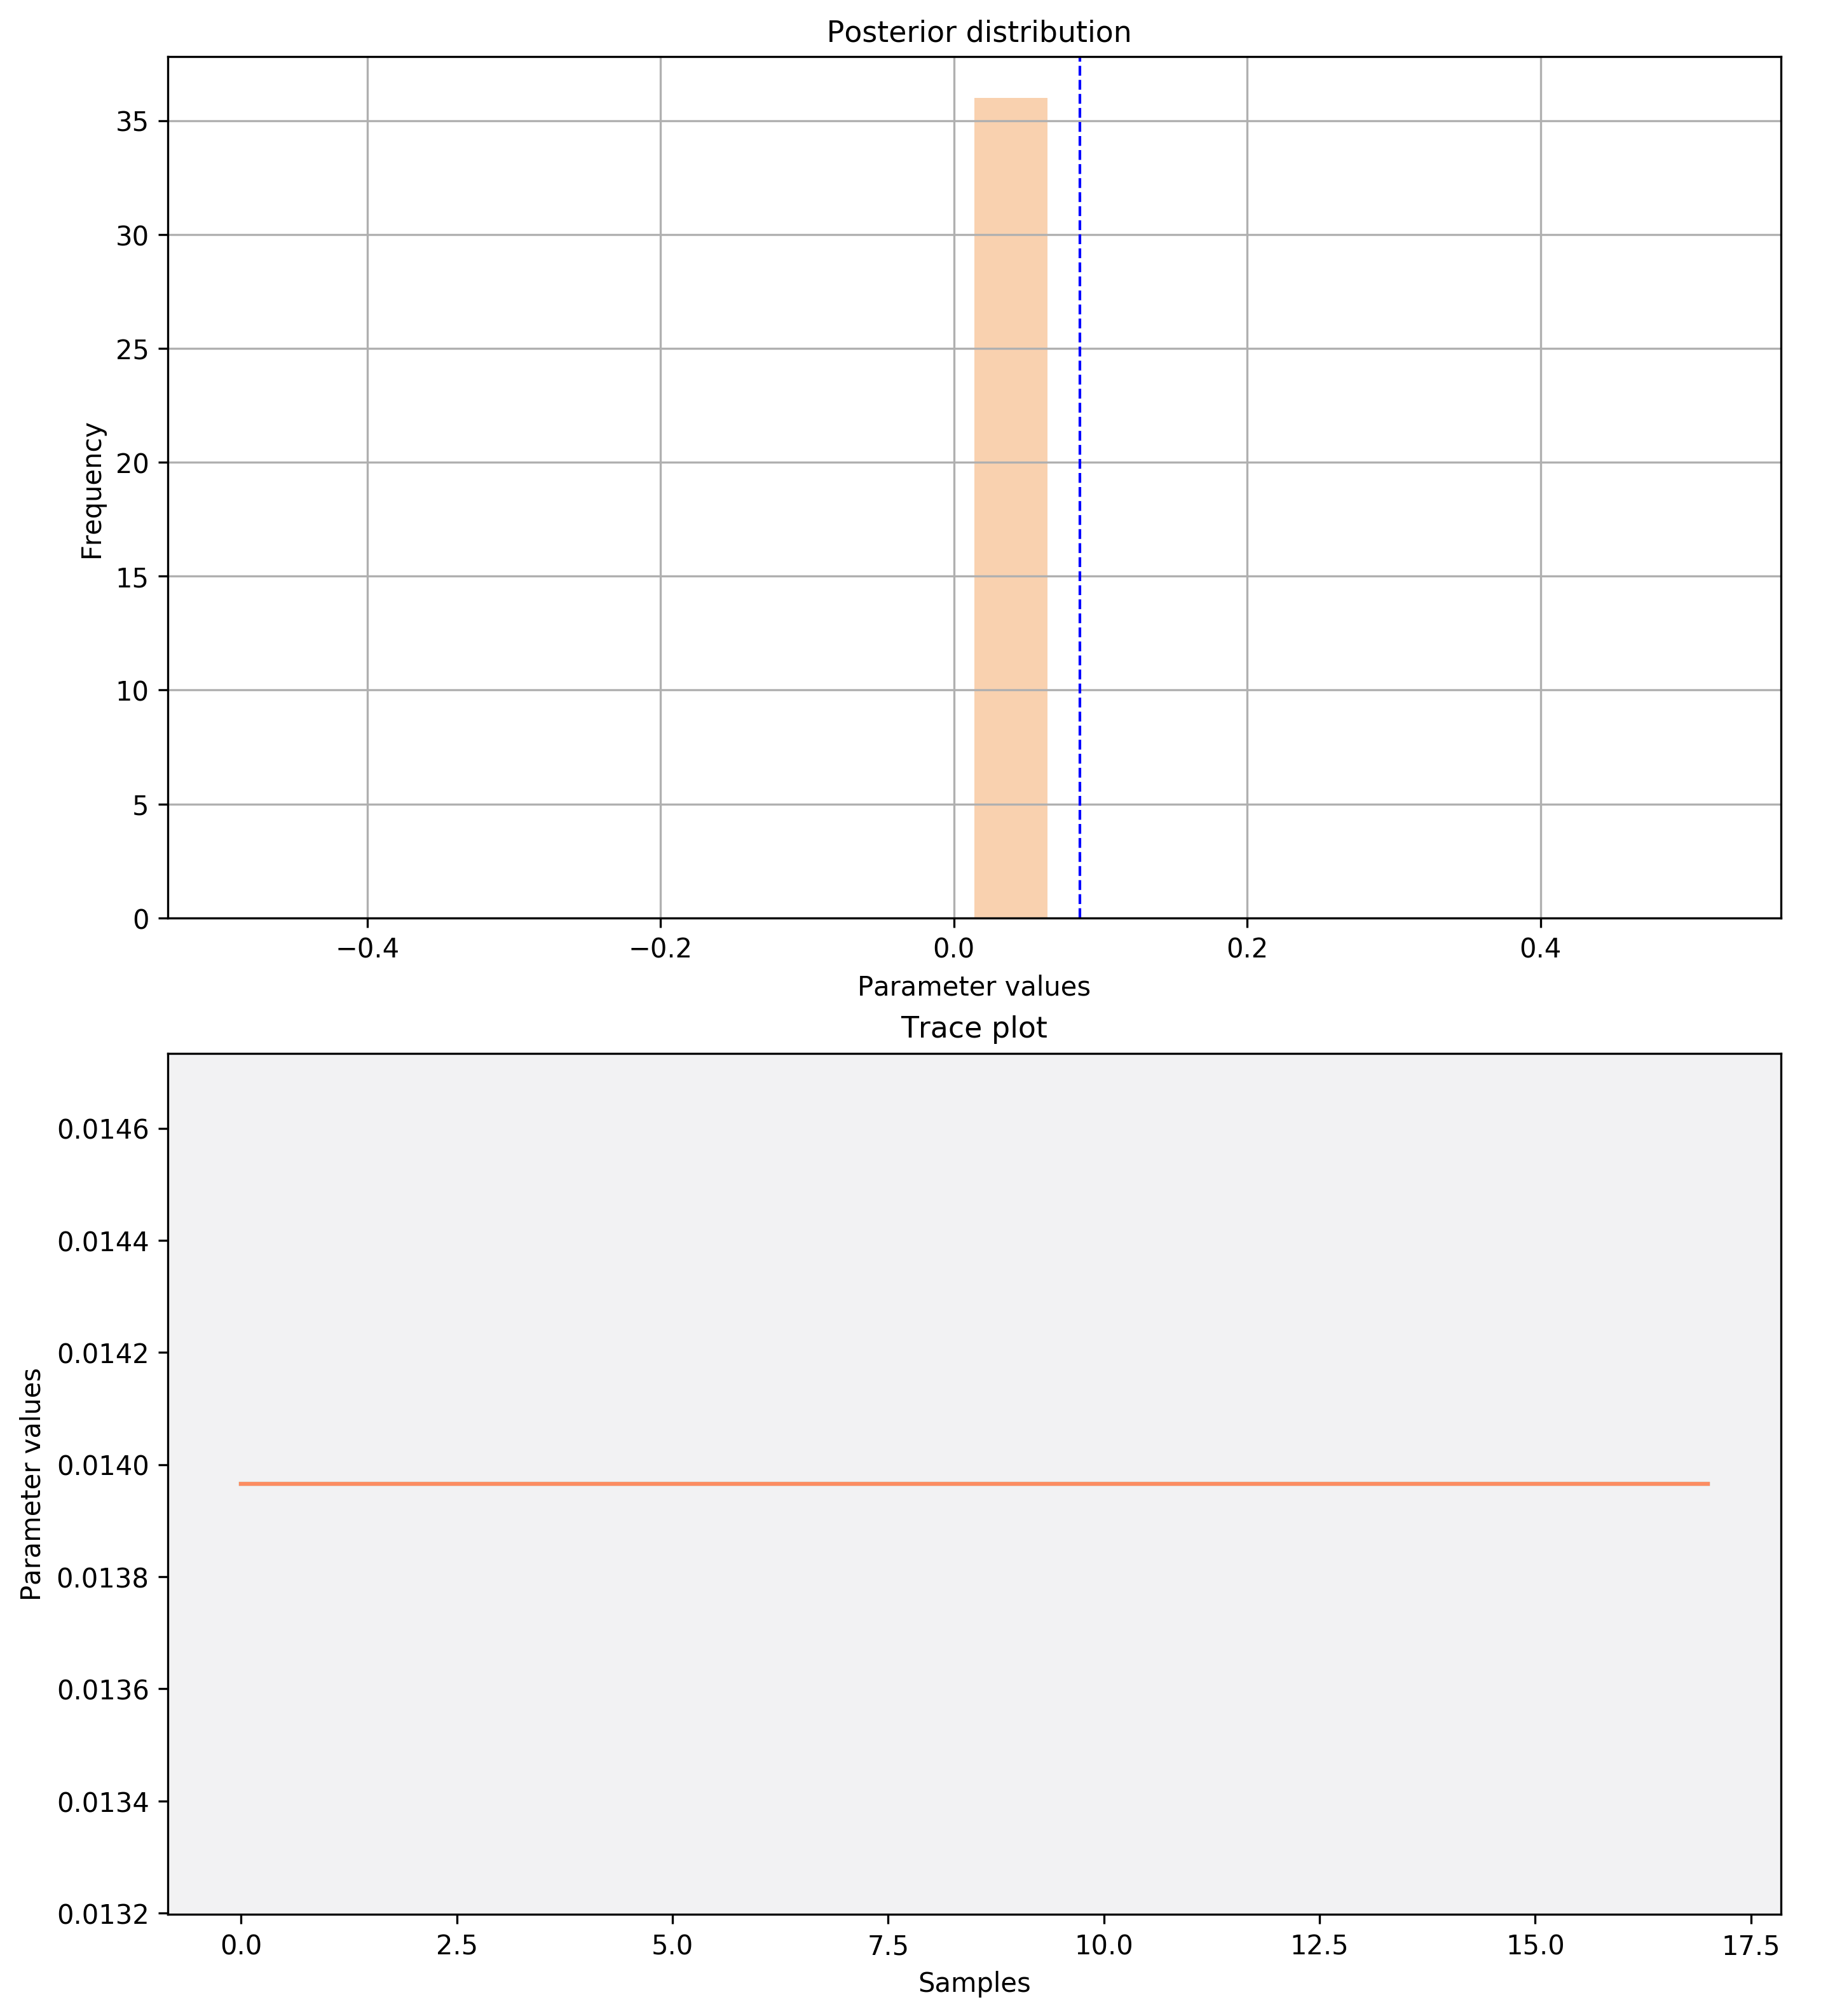 Posterior distribution
35
30
25
20
15
10
5
0
Frequency
−0.4 −0.2 0.0 0.2 0.4
Parameter values
Trace plot
0.0146
0.0144
0.0142
0.0140
0.0138
0.0136
0.0134
0.0132
Parameter values
0.0 2.5 5.0 7.5 10.0 12.5 15.0 17.5
Samples